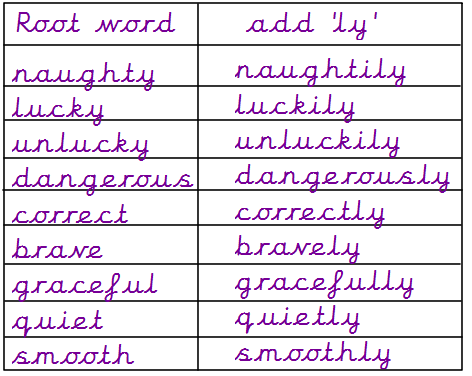 Root word add 'ly'
naughty naughtily
lucky luckily
unlucky unluckily
dangerous dangerously
correct correctly
brave bravely
graceful gracefully
quiet quietly
smooth smoothly